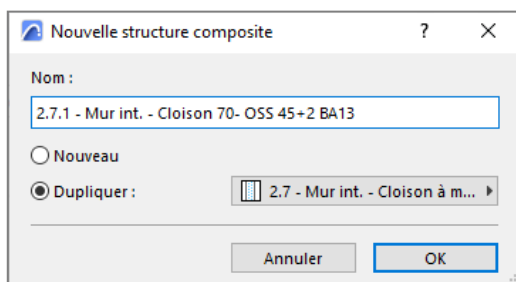 Nouvelle structure composite ? ×
Nom :
2.7.1 - Mur int. - Cloison 70- OSS 45+2 BA13
Nouveau
Dupliquer : 2.7 - Mur int. - Cloison à m...
Annuler OK